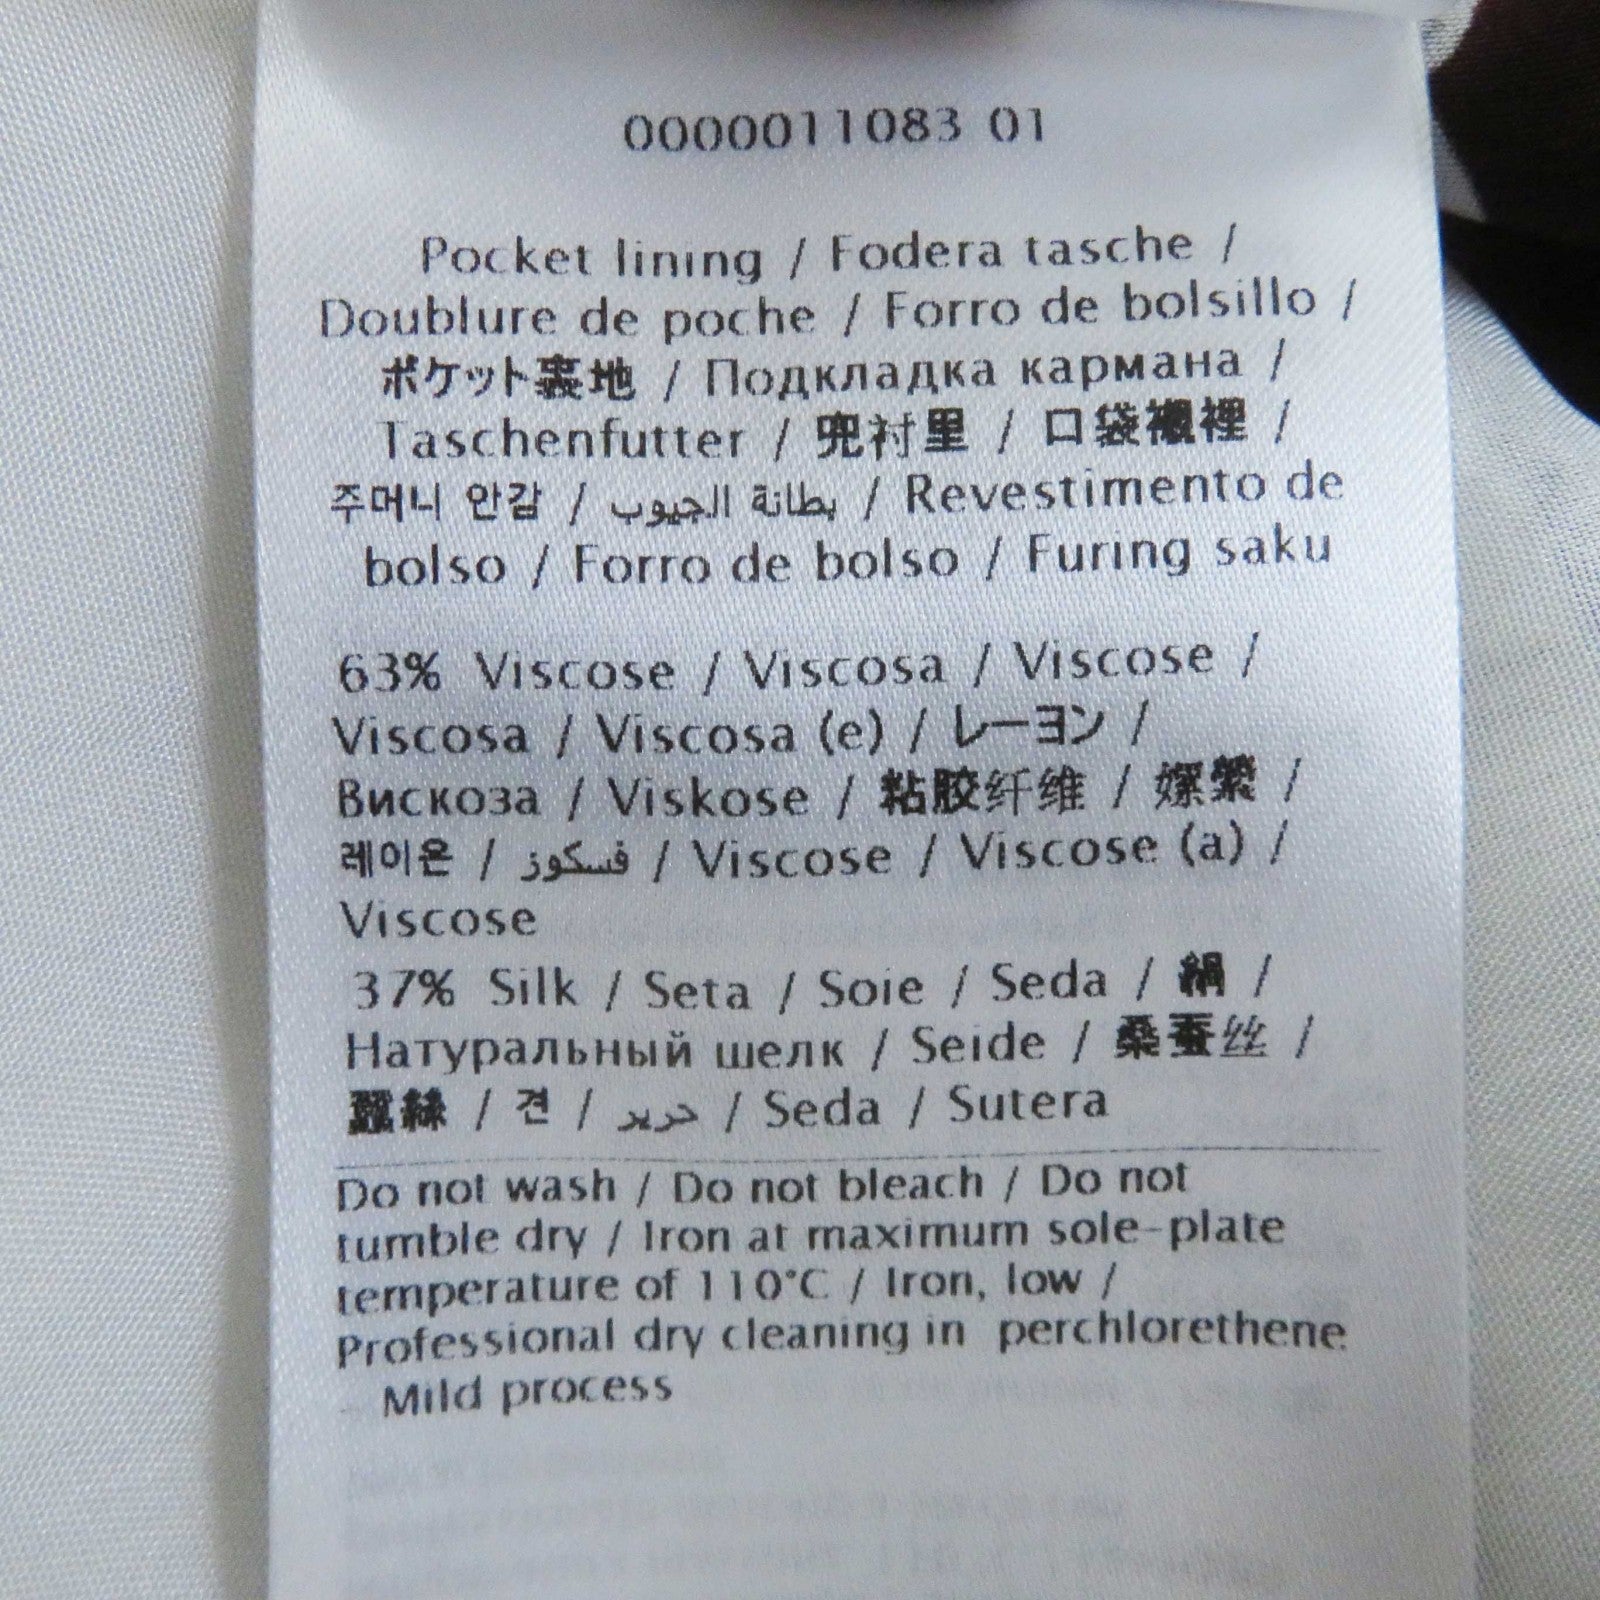 0000011083 01
Pocket lining / Fodera tasche /
Doublure de poche / Forro de bolsillo /
ポケット裏地 / Подкладка кармана /
Taschenfutter / 兜衬里 / 口袋襯裡 /
주머니 안감 / بطانة الجيوب / Revestimento de
bolso / Forro de bolso / Furing saku
63% Viscose / Viscosa / Viscose /
Viscosa / Viscosa (e) / レーヨン /
Вискоза / Viskose / 粘胶纤维 / 嫘縈 /
레이온 / فسكوز / Viscose / Viscose (a) /
Viscose
37% Silk / Seta / Soie / Seda / 絹 /
Натуральный шелк / Seide / 桑蚕丝 /
蠶絲 / 견 / حرير / Seda / Sutera
Do not wash / Do not bleach / Do not
tumble dry / Iron at maximum sole-plate
temperature of 110°C / Iron, low /
Professional dry cleaning in perchlorethene
- Mild process